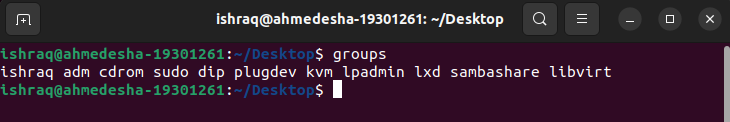 ishraq@ahmedesha-19301261: ~/Desktop
ishraq@ahmedesha-19301261:~/Desktop$ groups
ishraq adm cdrom sudo dip plugdev kvm lpadmin lxd sambashare libvirt
ishraq@ahmedesha-19301261:~/Desktop$